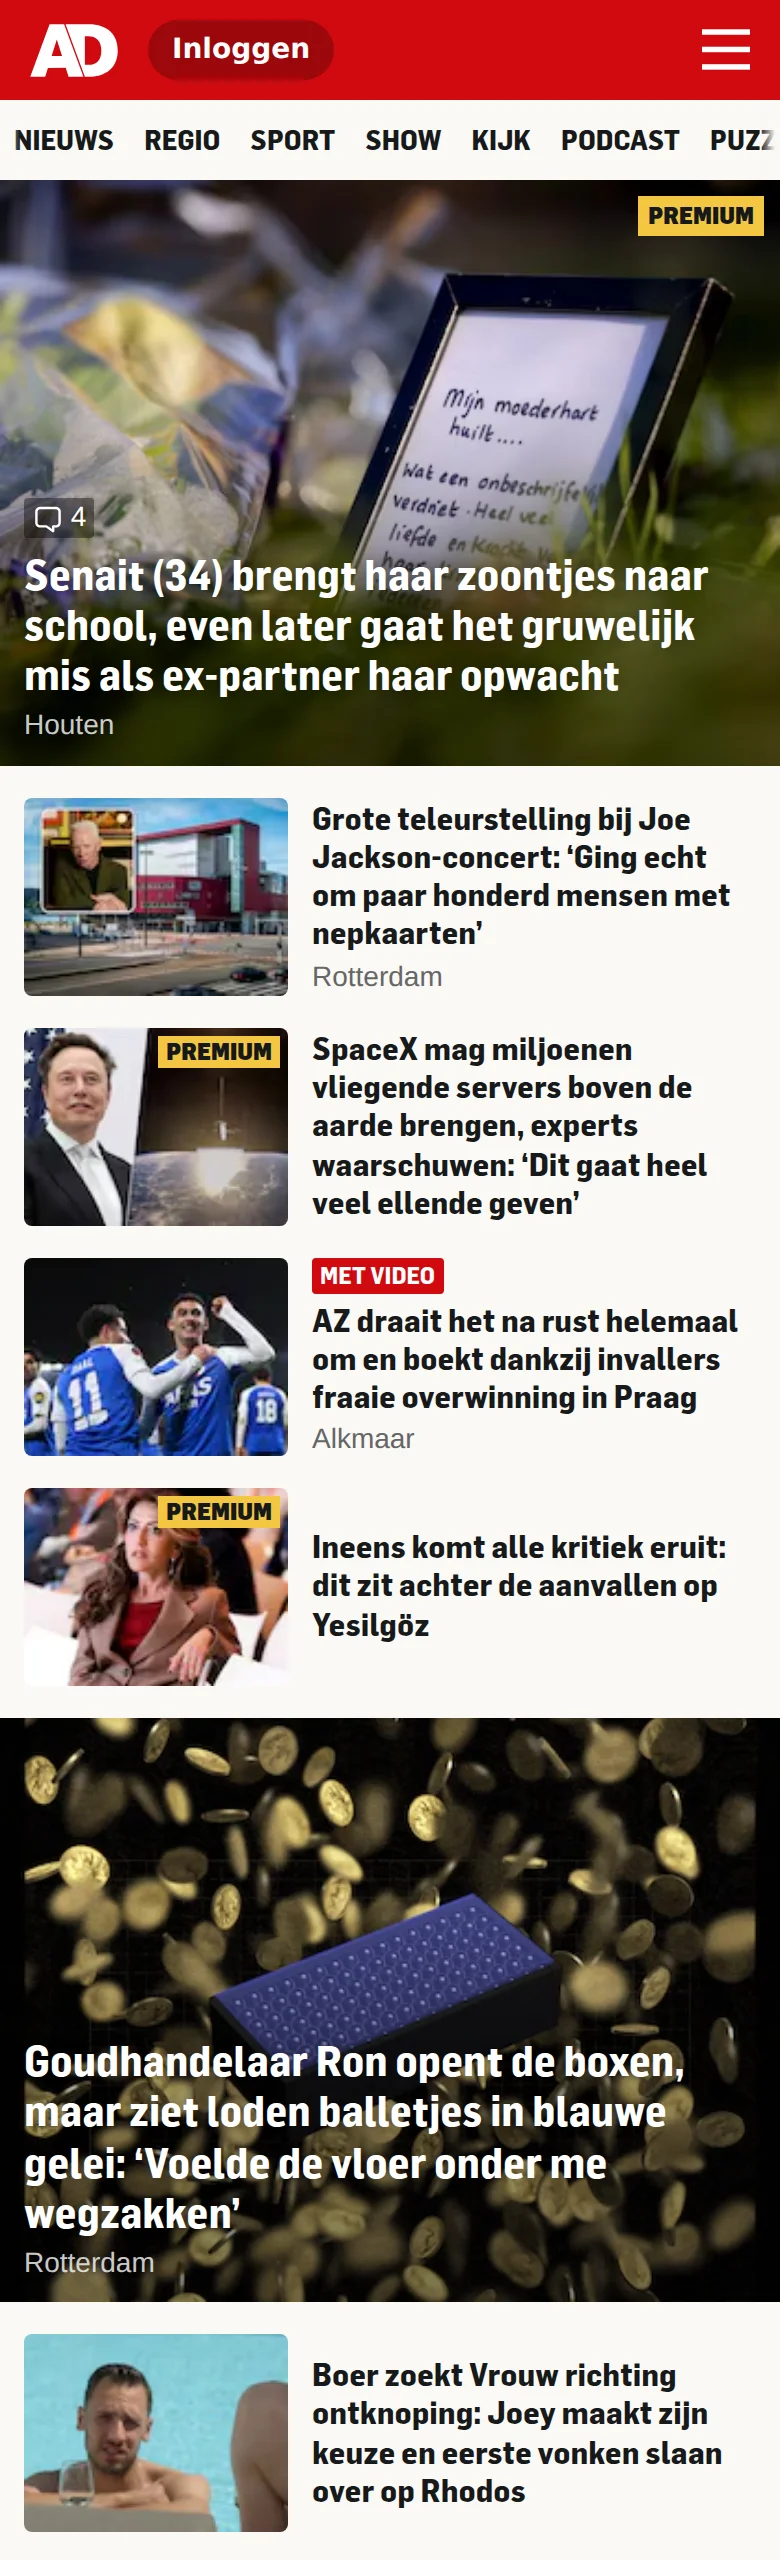 AD
Inloggen
NIEUWS REGIO SPORT SHOW KIJK PODCAST PUZZ
PREMIUM
Mijn moederhart
huilt....
Wat een onbeschrijfelijk
verdriet. Heel veel
liefde en kracht
4
Senait (34) brengt haar zoontjes naar
school, even later gaat het gruwelijk
mis als ex-partner haar opwacht
Houten
Grote teleurstelling bij Joe
Jackson-concert: ‘Ging echt
om paar honderd mensen met
nepkaarten’
Rotterdam
PREMIUM
SpaceX mag miljoenen
vliegende servers boven de
aarde brengen, experts
waarschuwen: ‘Dit gaat heel
veel ellende geven’
11
18
MET VIDEO
AZ draait het na rust helemaal
om en boekt dankzij invallers
fraaie overwinning in Praag
Alkmaar
PREMIUM
Ineens komt alle kritiek eruit:
dit zit achter de aanvallen op
Yesilgöz
Goudhandelaar Ron opent de boxen,
maar ziet loden balletjes in blauwe
gelei: ‘Voelde de vloer onder me
wegzakken’
Rotterdam
Boer zoekt Vrouw richting
ontknoping: Joey maakt zijn
keuze en eerste vonken slaan
over op Rhodos